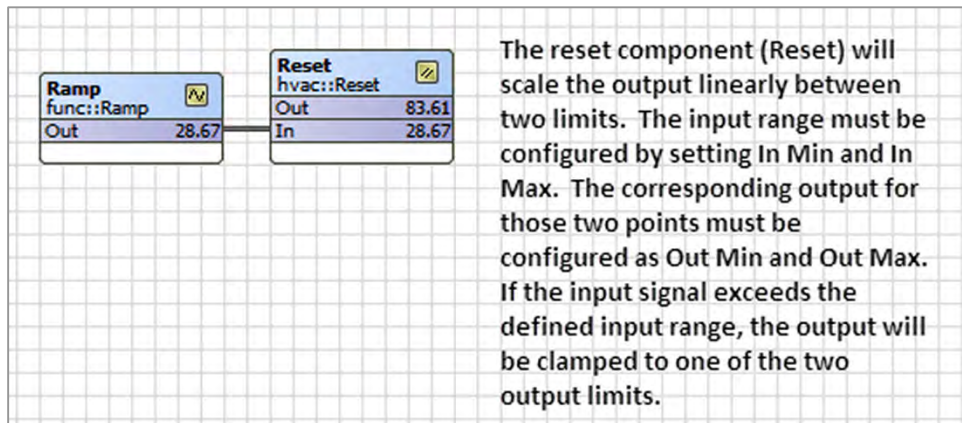 Ramp
func::Ramp
Out 28.67
Reset
hvac::Reset
Out 83.61
In 28.67
The reset component (Reset) will
scale the output linearly between
two limits. The input range must be
configured by setting In Min and In
Max. The corresponding output for
those two points must be
configured as Out Min and Out Max.
If the input signal exceeds the
defined input range, the output will
be clamped to one of the two
output limits.